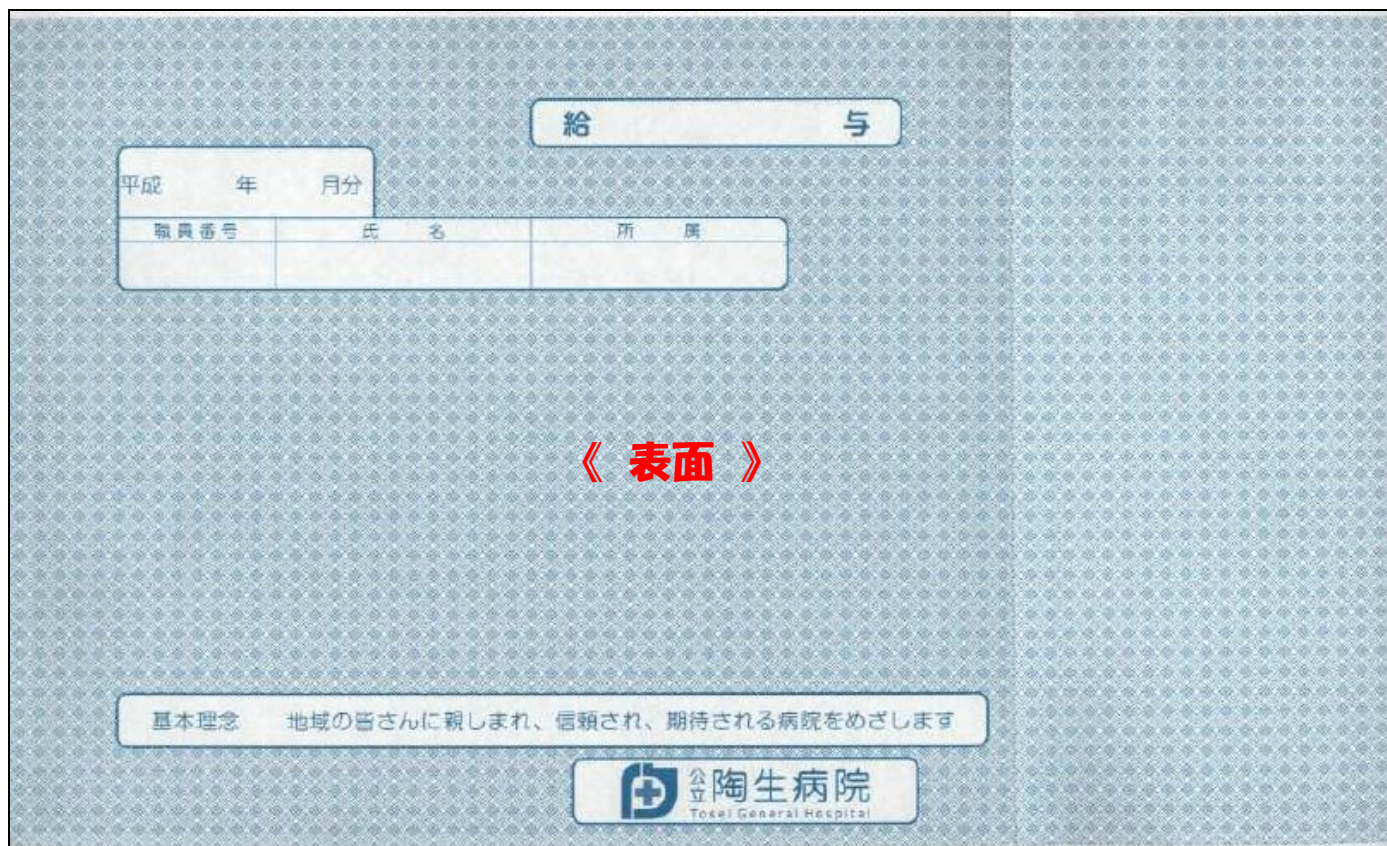 給 与
平成 年 月分
職員番号 氏 名 所 属
《 表面 》
基本理念 地域の皆さんに親しまれ、信頼され、期待される病院をめざします
公立陶生病院
Tosei General Hospital